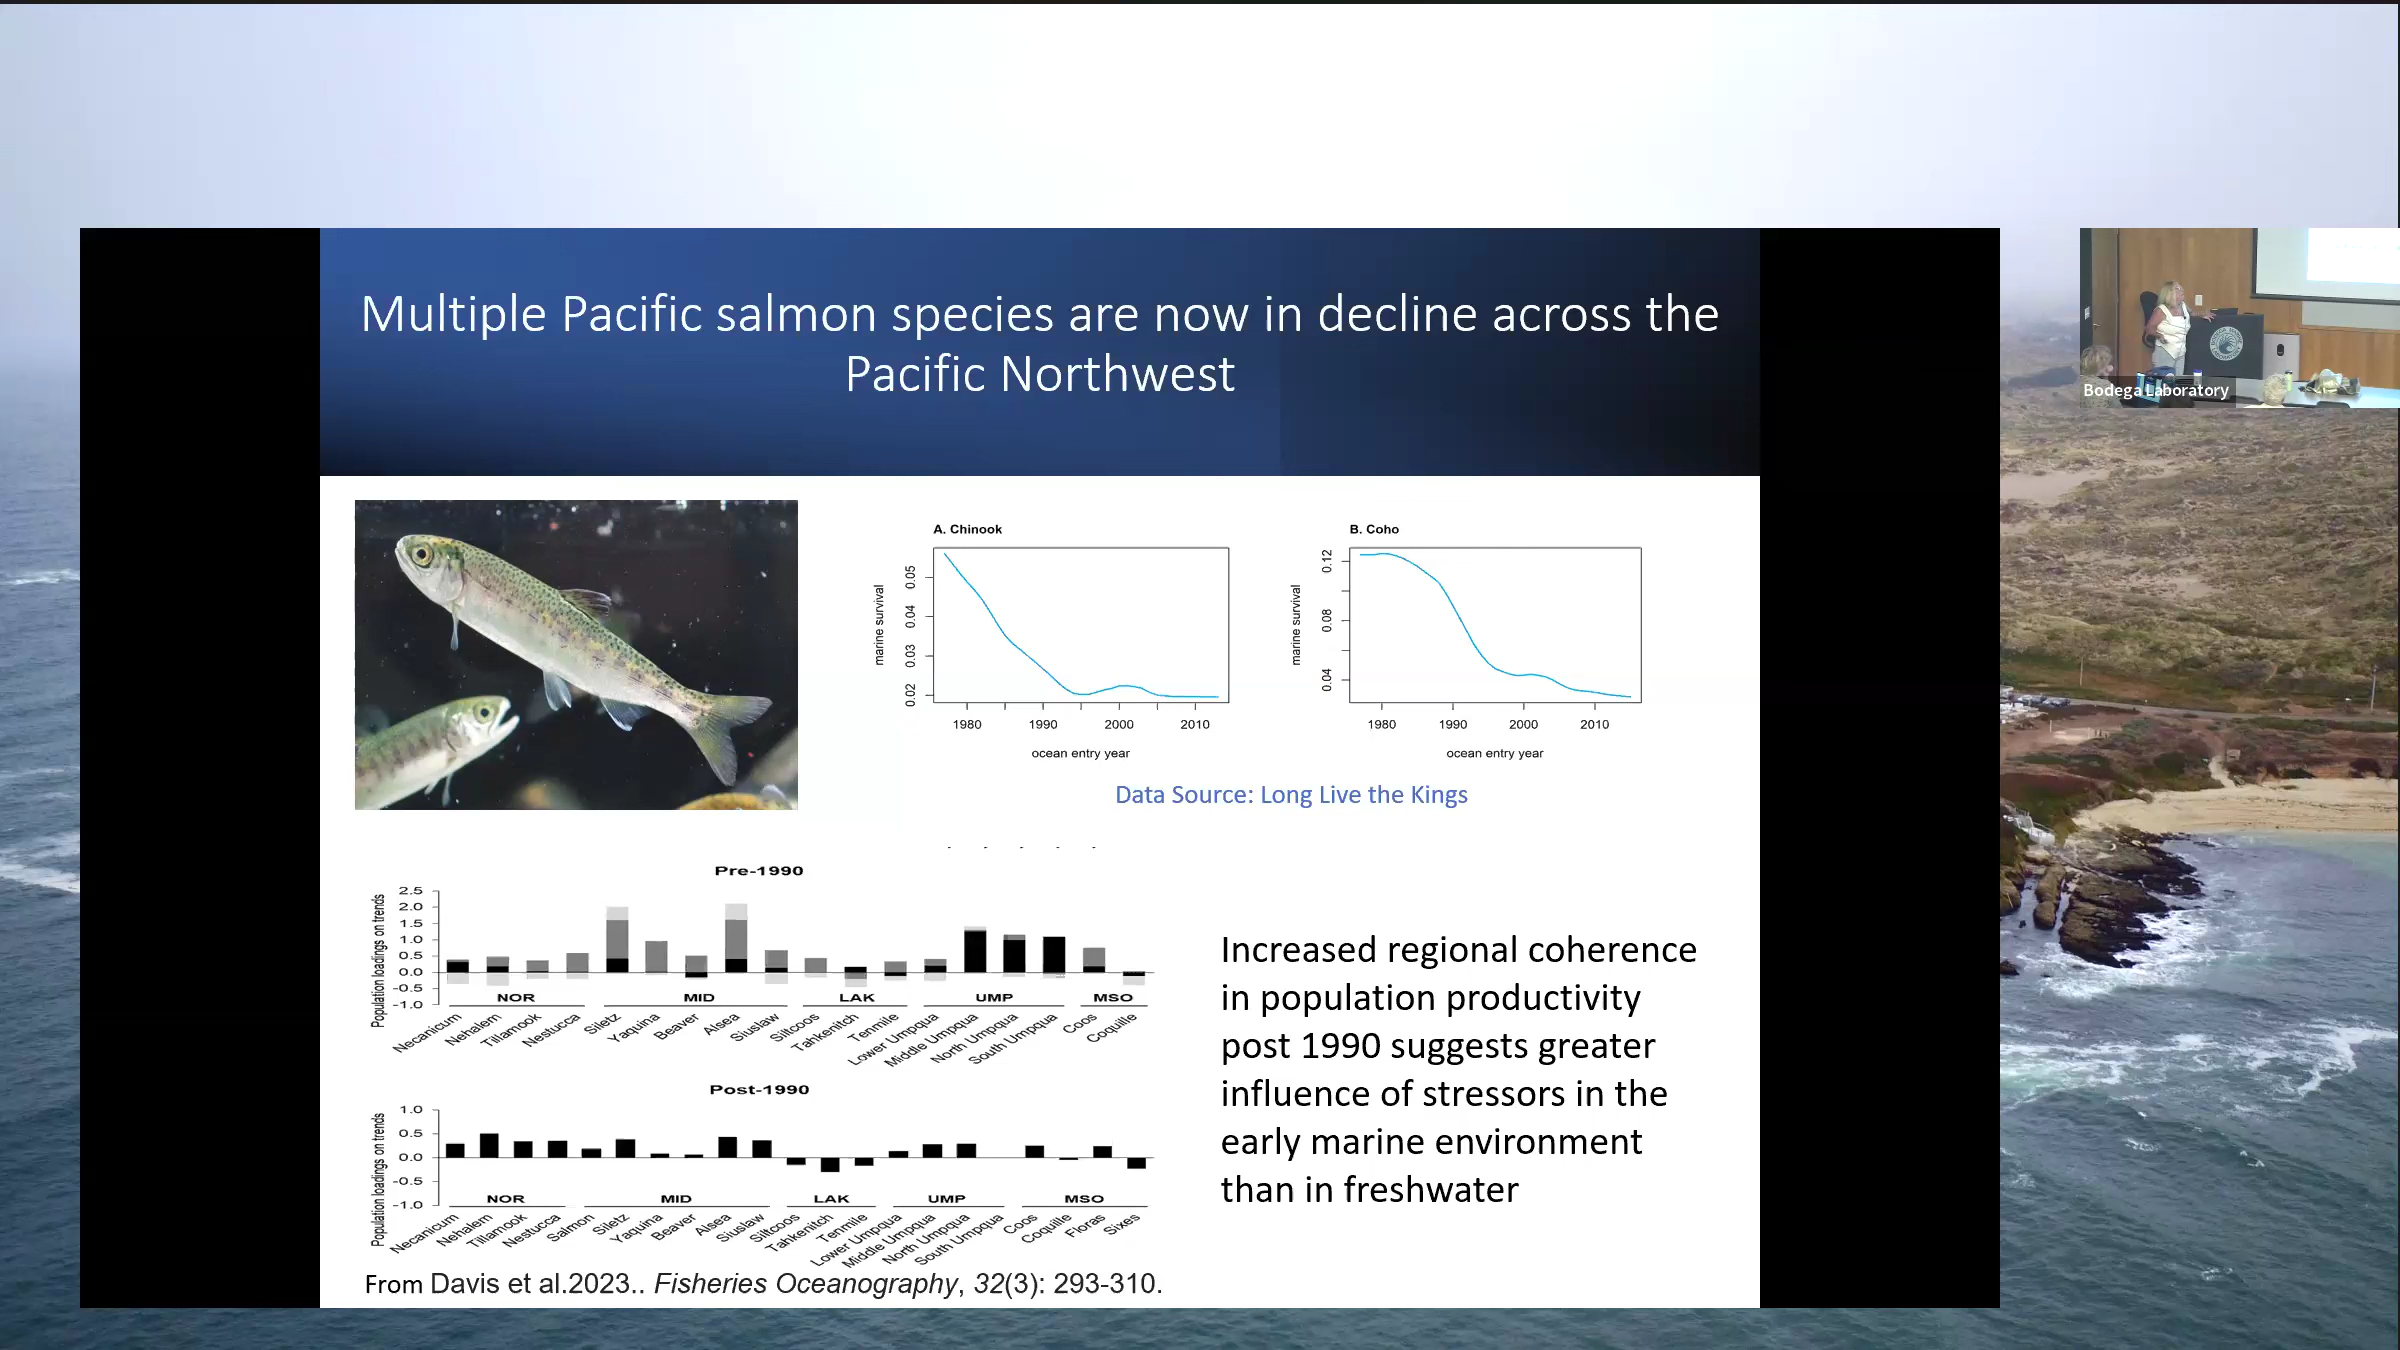 Multiple Pacific salmon species are now in decline across the
Pacific Northwest
Bodega Laboratory
A. Chinook
marine survival
0.05
0.04
0.03
0.02
1980 1990 2000 2010
ocean entry year
B. Coho
marine survival
0.12
0.08
0.04
1980 1990 2000 2010
ocean entry year
Data Source: Long Live the Kings
Pre-1990
Population loadings on trends
2.5
2.0
1.5
1.0
0.5
0.0
-0.5
-1.0
NOR MID LAK UMP MSO
Necanicum Nehalem Tillamook Nestucca Siletz Yaquina Beaver Alsea Siuslaw Siltcoos Tahkenitch Tenmile Lower Umpqua Middle Umpqua North Umpqua South Umpqua Coos Coquille
Post-1990
Population loadings on trends
1.0
0.5
0.0
-0.5
-1.0
NOR MID LAK UMP MSO
Necanicum Nehalem Tillamook Nestucca Salmon Siletz Yaquina Beaver Alsea Siuslaw Siltcoos Tahkenitch Tenmile Lower Umpqua Middle Umpqua North Umpqua South Umpqua Coos Coquille Floras Sixes
Increased regional coherence
in population productivity
post 1990 suggests greater
influence of stressors in the
early marine environment
than in freshwater
From Davis et al.2023.. Fisheries Oceanography, 32(3): 293-310.